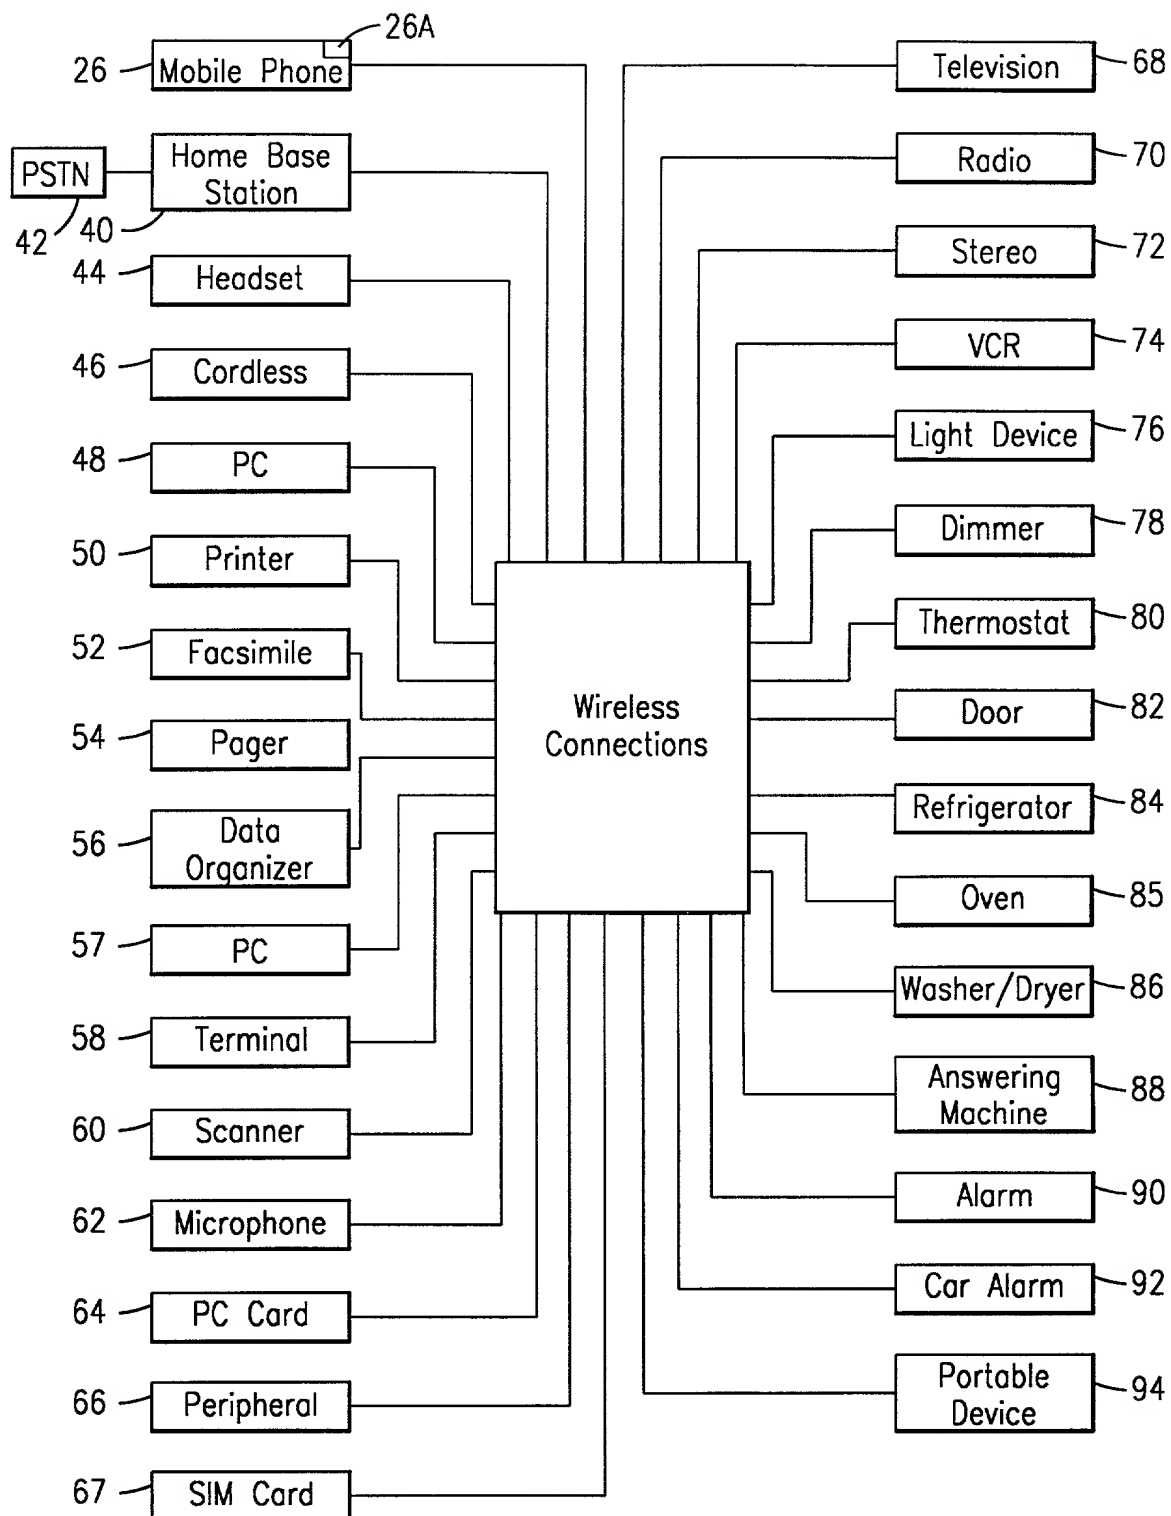 26A
26
Mobile Phone
PSTN
42
Home Base
Station
40
44
Headset
46
Cordless
48
PC
50
Printer
52
Facsimile
54
Pager
56
Data
Organizer
57
PC
58
Terminal
60
Scanner
62
Microphone
64
PC Card
66
Peripheral
67
SIM Card
Wireless
Connections
Television
68
Radio
70
Stereo
72
VCR
74
Light Device
76
Dimmer
78
Thermostat
80
Door
82
Refrigerator
84
Oven
85
Washer/Dryer
86
Answering
Machine
88
Alarm
90
Car Alarm
92
Portable
Device
94